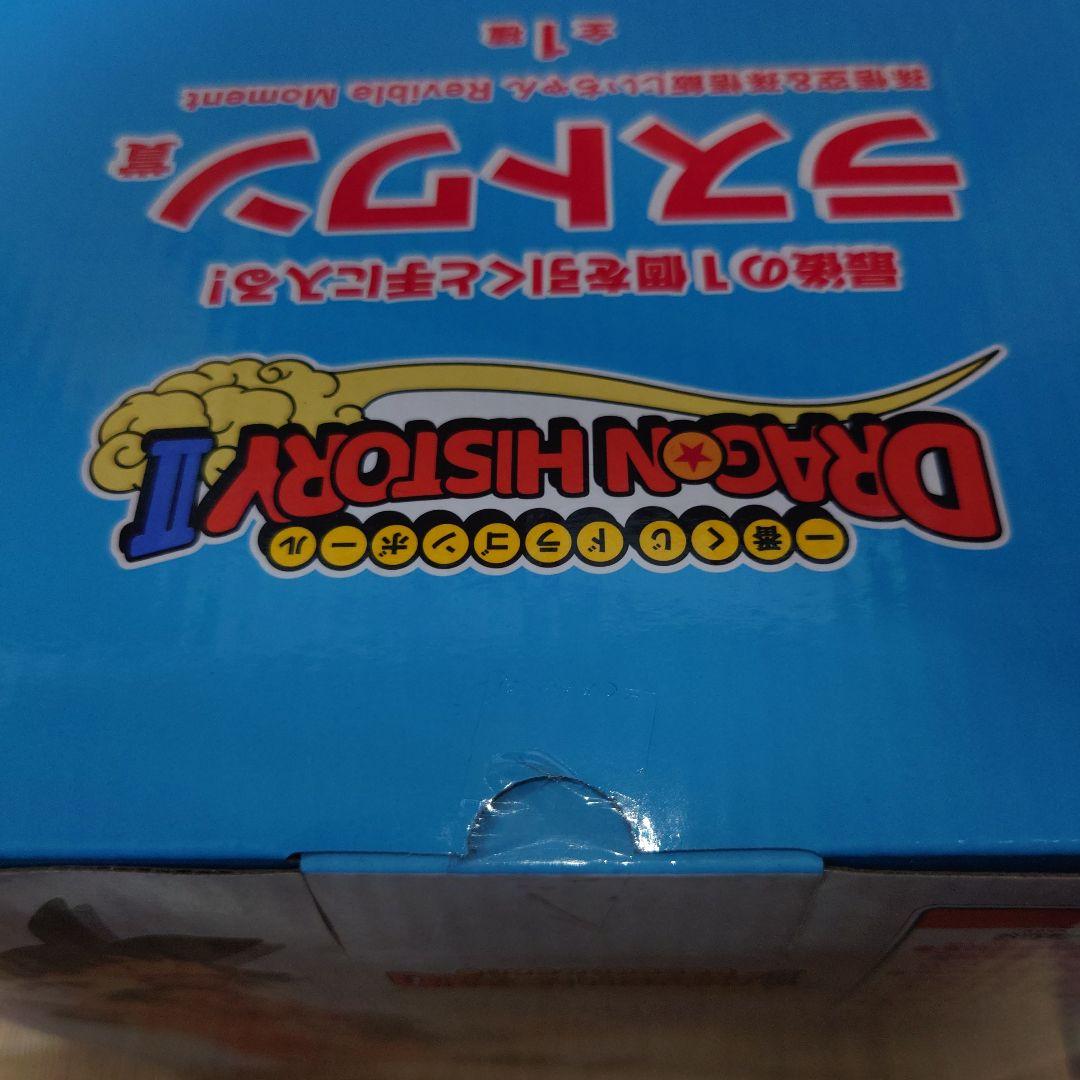 一番くじ ドラゴンボール
DRAGON HISTORY II
最後の1個を引くと手に入る!
ラストワン賞
孫悟空&孫悟飯じいちゃん Revible Moment
全1種